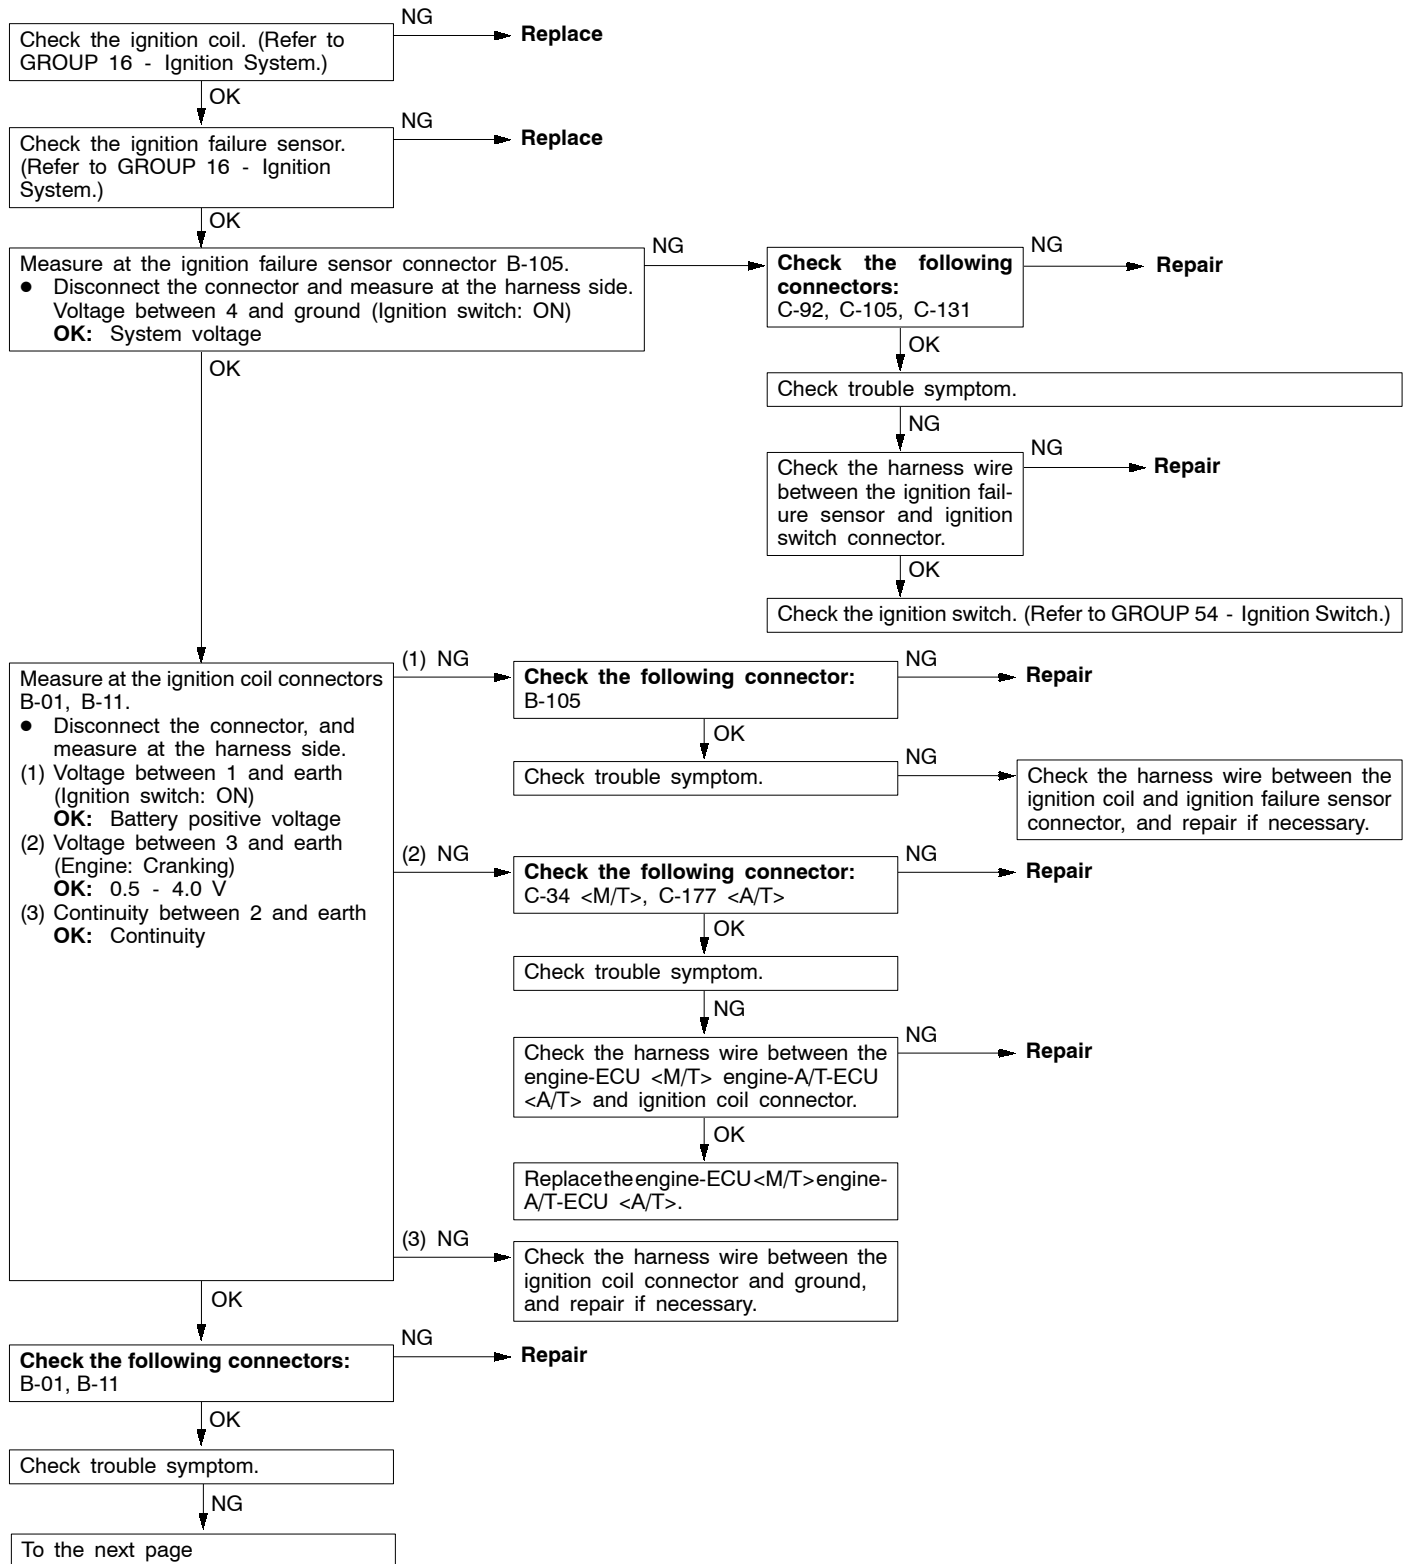 Check the ignition coil. (Refer to
GROUP 16 - Ignition System.)
NG
Replace
OK
Check the ignition failure sensor.
(Refer to GROUP 16 - Ignition
System.)
NG
Replace
OK
Measure at the ignition failure sensor connector B-105.
● Disconnect the connector and measure at the harness side.
Voltage between 4 and ground (Ignition switch: ON)
OK: System voltage
NG
Check the following
connectors:
C-92, C-105, C-131
NG
Repair
OK
Check trouble symptom.
NG
Check the harness wire
between the ignition fail-
ure sensor and ignition
switch connector.
NG
Repair
OK
Check the ignition switch. (Refer to GROUP 54 - Ignition Switch.)
OK
Measure at the ignition coil connectors
B-01, B-11.
● Disconnect the connector, and
measure at the harness side.
(1) Voltage between 1 and earth
(Ignition switch: ON)
OK: Battery positive voltage
(2) Voltage between 3 and earth
(Engine: Cranking)
OK: 0.5 - 4.0 V
(3) Continuity between 2 and earth
OK: Continuity
(1) NG
Check the following connector:
B-105
NG
Repair
OK
Check trouble symptom.
NG
Check the harness wire between the
ignition coil and ignition failure sensor
connector, and repair if necessary.
(2) NG
Check the following connector:
C-34 <M/T>, C-177 <A/T>
NG
Repair
OK
Check trouble symptom.
NG
Check the harness wire between the
engine-ECU <M/T> engine-A/T-ECU
<A/T> and ignition coil connector.
NG
Repair
OK
Replace the engine-ECU <M/T> engine-
A/T-ECU <A/T>.
(3) NG
Check the harness wire between the
ignition coil connector and ground,
and repair if necessary.
OK
Check the following connectors:
B-01, B-11
NG
Repair
OK
Check trouble symptom.
NG
To the next page